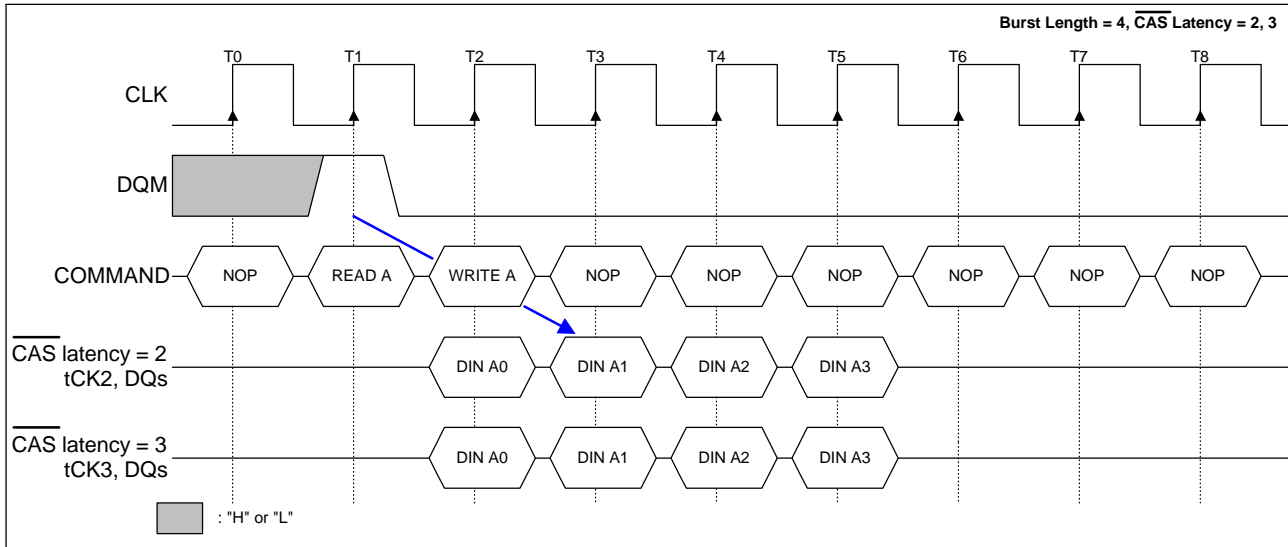 Burst Length = 4, CAS Latency = 2, 3
T0 T1 T2 T3 T4 T5 T6 T7 T8
CLK
DQM
COMMAND NOP READ A WRITE A NOP NOP NOP NOP NOP NOP
CAS latency = 2
tCK2, DQs
DIN A0 DIN A1 DIN A2 DIN A3
CAS latency = 3
tCK3, DQs
DIN A0 DIN A1 DIN A2 DIN A3
: "H" or "L"